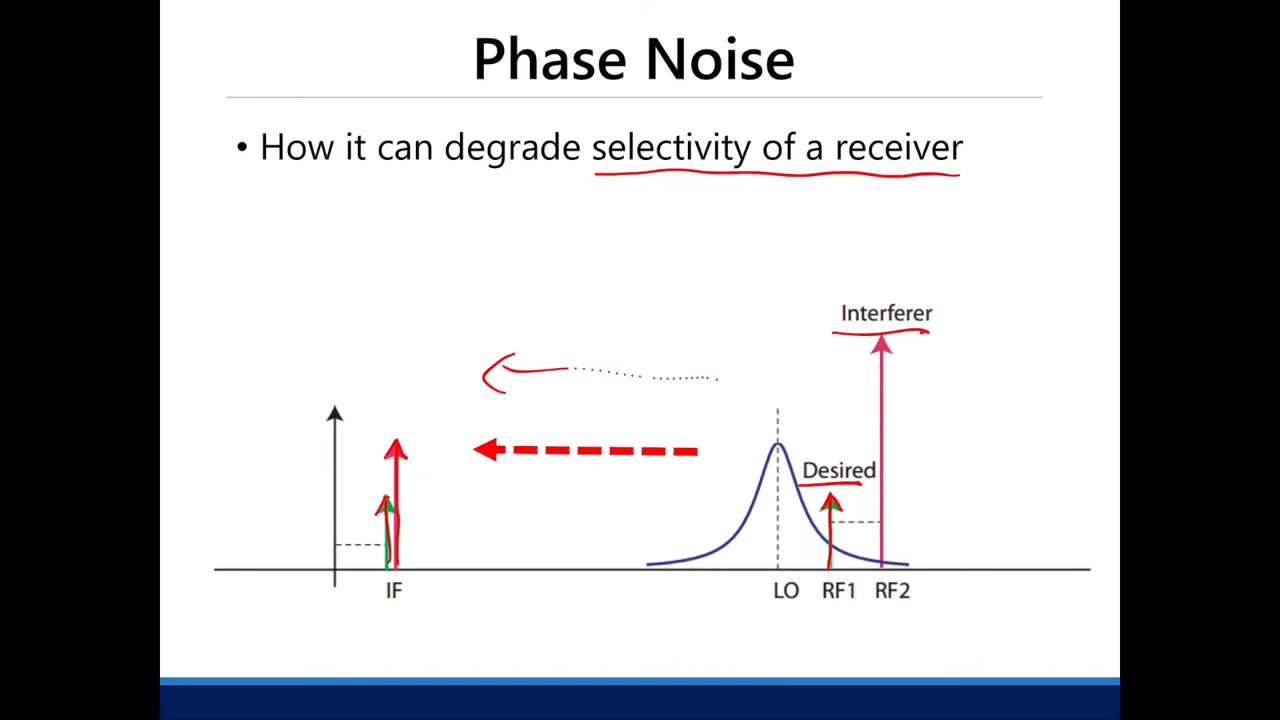 Phase Noise
• How it can degrade selectivity of a receiver
Interferer
Desired
IF
LO
RF1
RF2